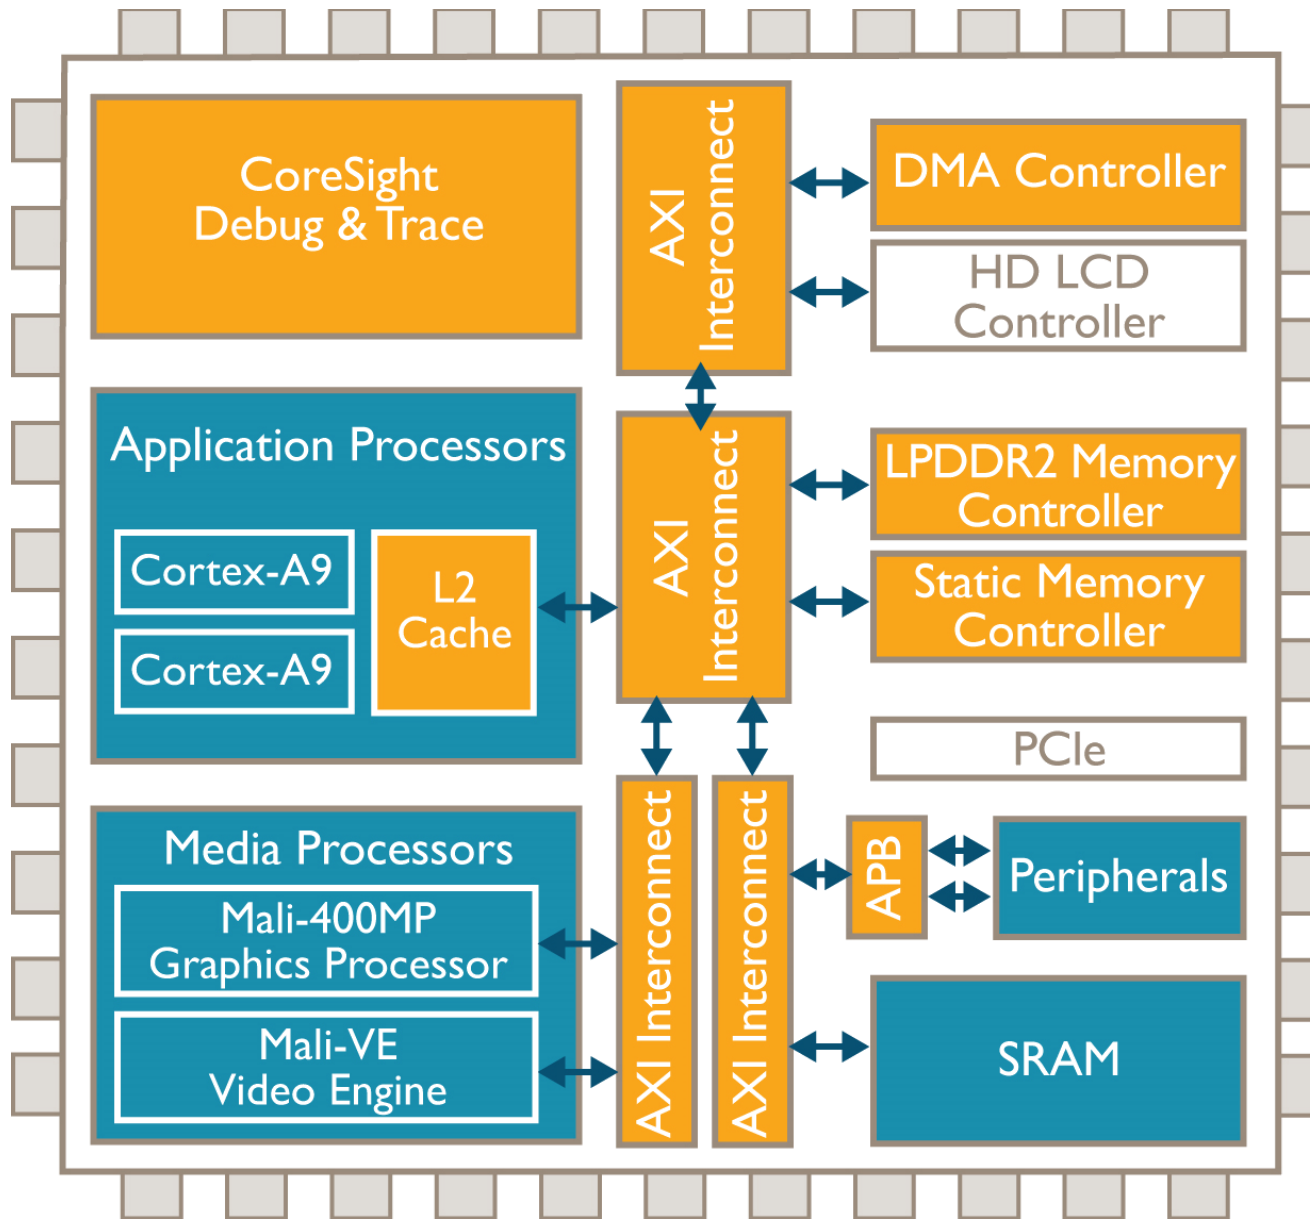 CoreSight
Debug & Trace
AXI
Interconnect
DMA Controller
HD LCD
Controller
Application Processors
Cortex-A9
Cortex-A9
L2
Cache
AXI
Interconnect
LPDDR2 Memory
Controller
Static Memory
Controller
PCIe
Media Processors
Mali-400MP
Graphics Processor
Mali-VE
Video Engine
AXI Interconnect
AXI Interconnect
APB
Peripherals
SRAM